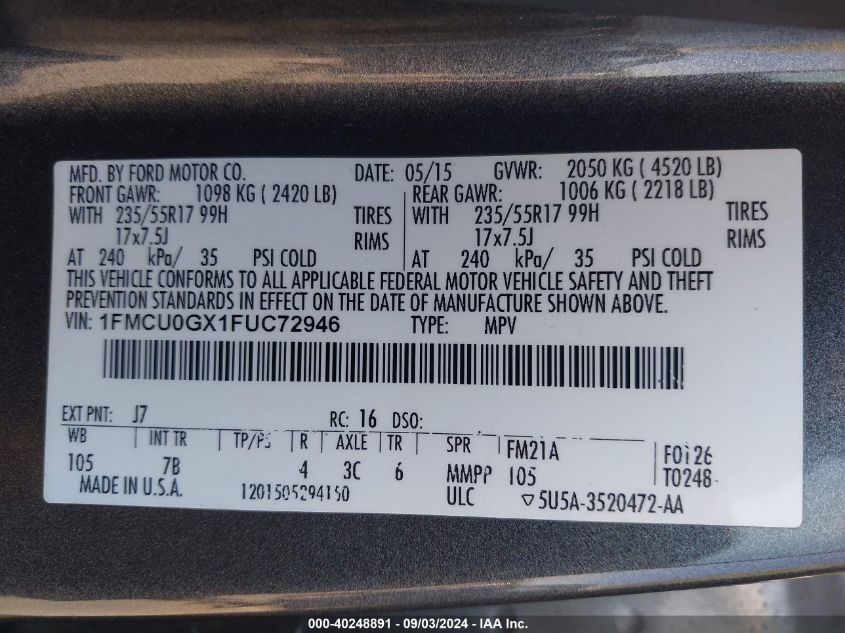 MFD. BY FORD MOTOR CO. DATE: 05/15 GVWR: 2050 KG ( 4520 LB)
FRONT GAWR: 1098 KG ( 2420 LB) REAR GAWR: 1006 KG ( 2218 LB)
WITH 235/55R17 99H TIRES WITH 235/55R17 99H TIRES
17x7.5J RIMS 17x7.5J RIMS
AT 240 kPa/ 35 PSI COLD AT 240 kPa/ 35 PSI COLD
THIS VEHICLE CONFORMS TO ALL APPLICABLE FEDERAL MOTOR VEHICLE SAFETY AND THEFT
PREVENTION STANDARDS IN EFFECT ON THE DATE OF MANUFACTURE SHOWN ABOVE.
VIN: 1FMCU0GX1FUC72946 TYPE: MPV
EXT PNT: J7 RC: 16 DSO:
WB INT TR TP/PS R AXLE TR SPR FM21A F0126
105 7B 4 3C 6 MMPP 105 T0248
MADE IN U.S.A. 1201505294150 ULC ▽5U5A-3520472-AA
000-40248891 - 09/03/2024 - IAA Inc.